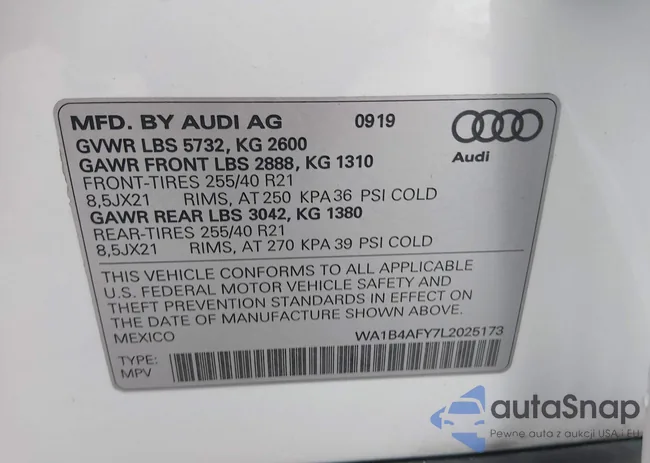 MFD. BY AUDI AG 0919
GVWR LBS 5732, KG 2600
GAWR FRONT LBS 2888, KG 1310
FRONT-TIRES 255/40 R21
8,5JX21 RIMS, AT 250 KPA 36 PSI COLD
GAWR REAR LBS 3042, KG 1380
REAR-TIRES 255/40 R21
8,5JX21 RIMS, AT 270 KPA 39 PSI COLD
Audi
THIS VEHICLE CONFORMS TO ALL APPLICABLE
U.S. FEDERAL MOTOR VEHICLE SAFETY AND
THEFT PREVENTION STANDARDS IN EFFECT ON
THE DATE OF MANUFACTURE SHOWN ABOVE.
MEXICO WA1B4AFY7L2025173
TYPE:
MPV
autoSnap
Pewne auta z aukcji USA i EU